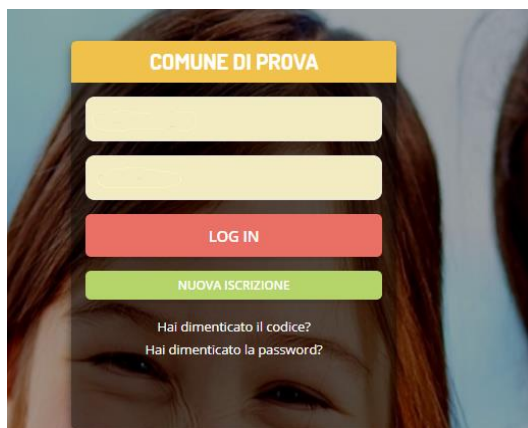 COMUNE DI PROVA
LOG IN
NUOVA ISCRIZIONE
Hai dimenticato il codice?
Hai dimenticato la password?